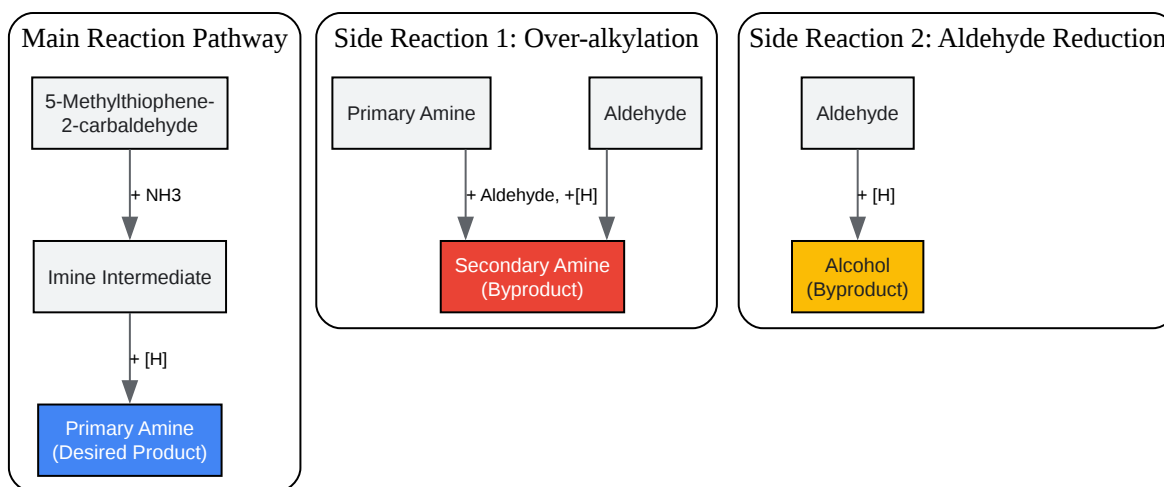 Main Reaction Pathway
5-Methylthiophene-
2-carbaldehyde
+ NH3
Imine Intermediate
+ [H]
Primary Amine
(Desired Product)
Side Reaction 1: Over-alkylation
Primary Amine
Aldehyde
+ Aldehyde, +[H]
Secondary Amine
(Byproduct)
Side Reaction 2: Aldehyde Reduction
Aldehyde
+ [H]
Alcohol
(Byproduct)